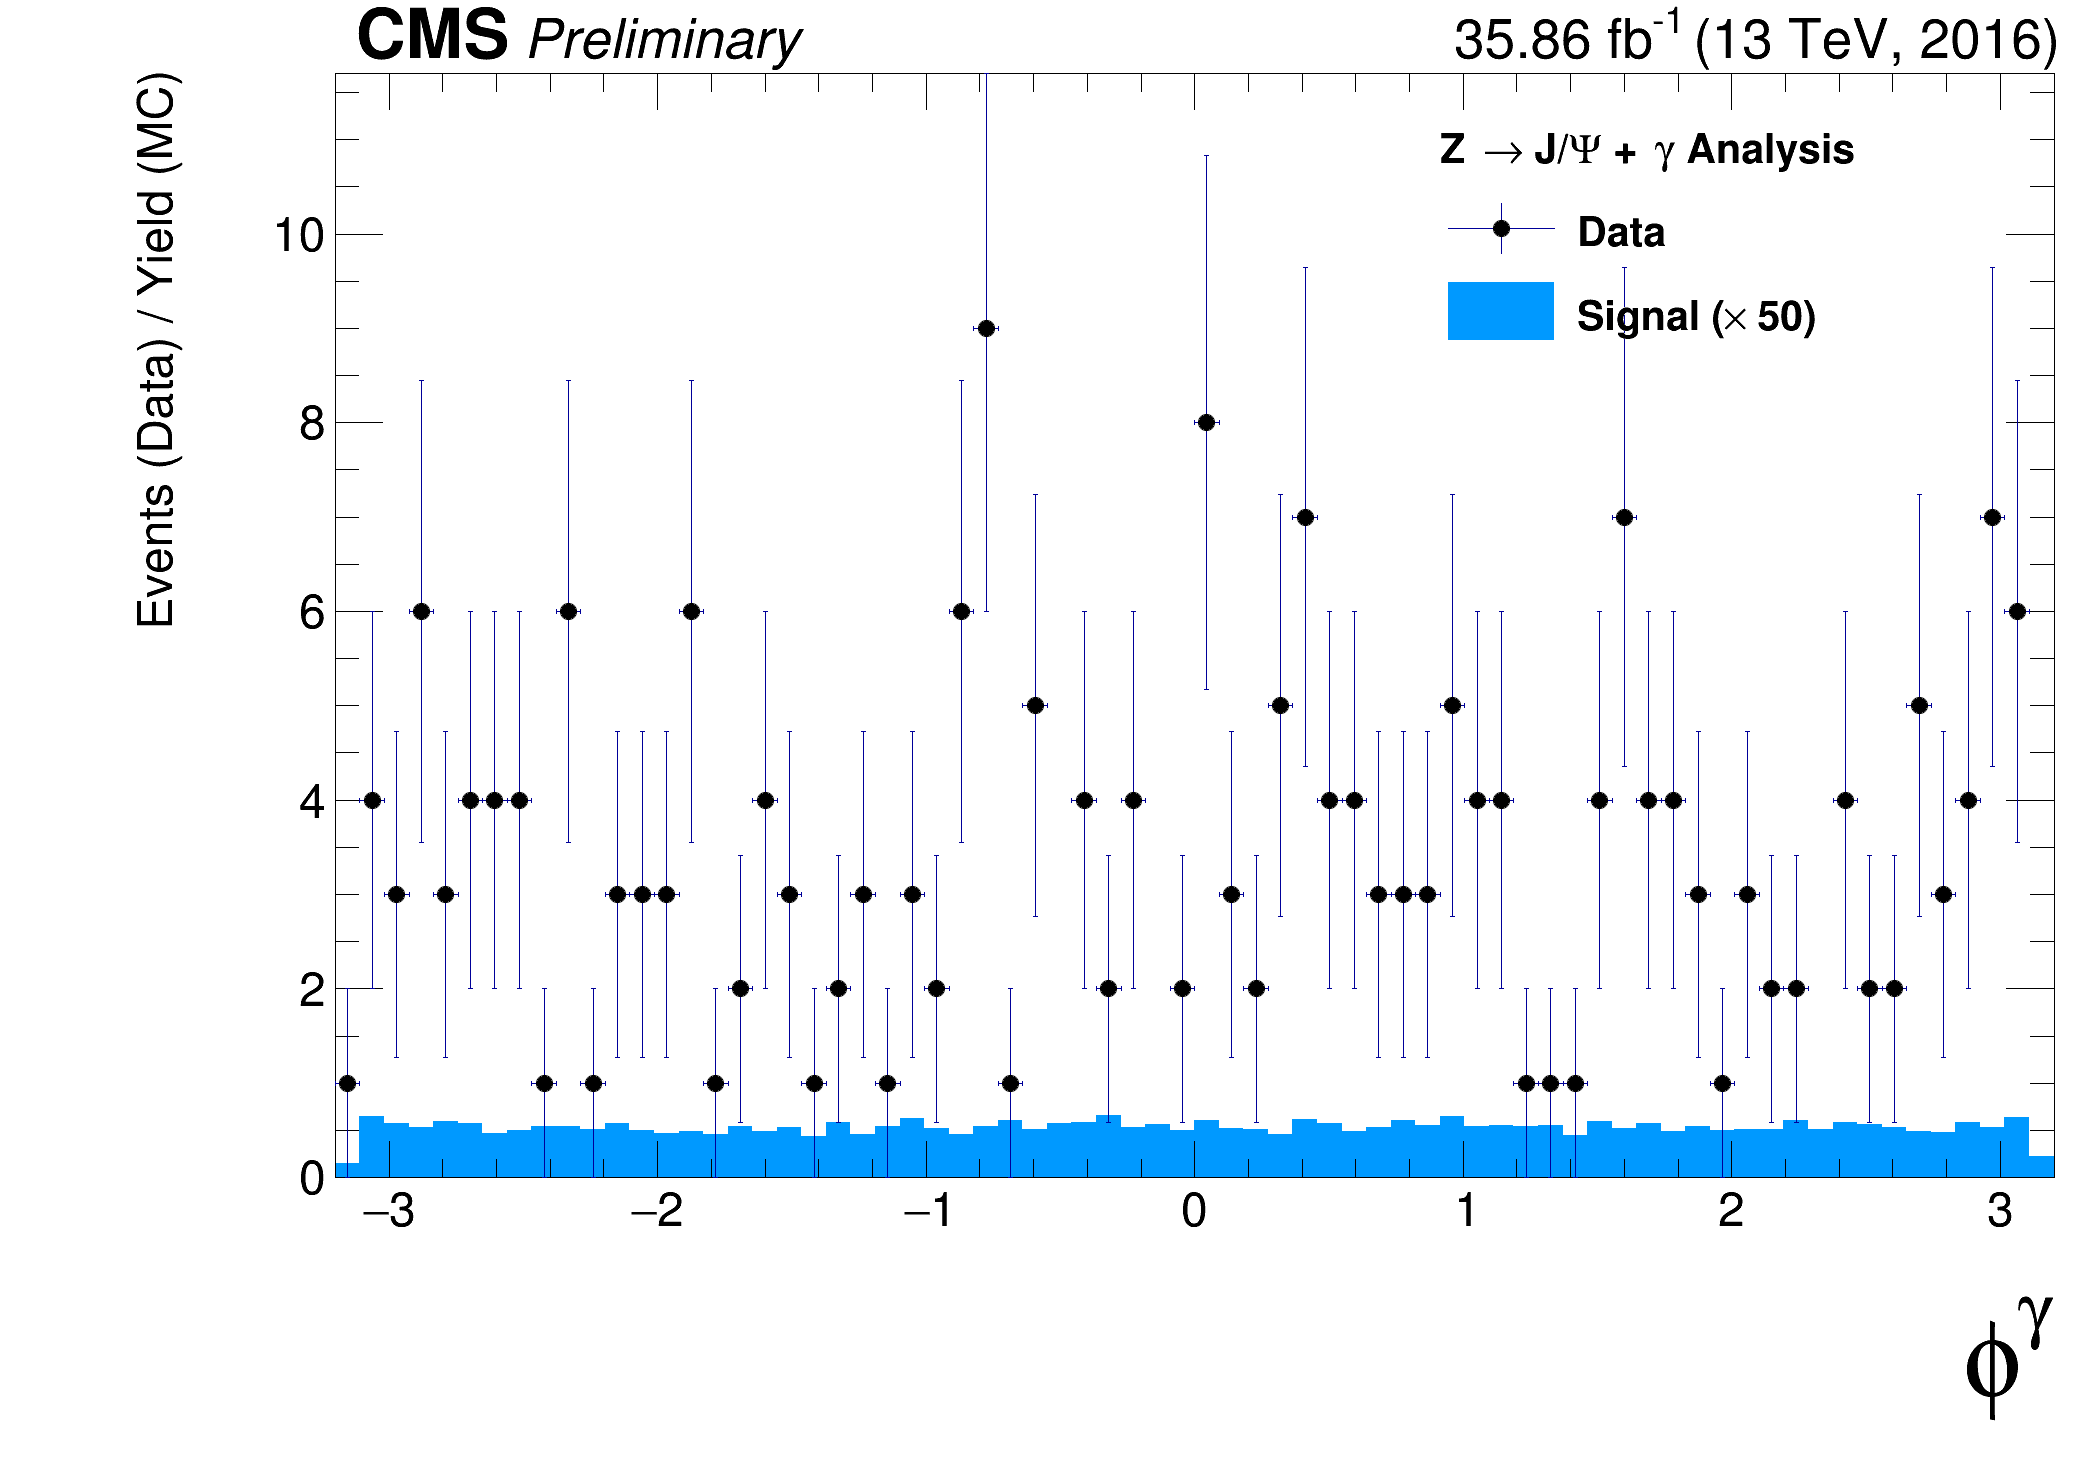 CMS Preliminary
35.86 fb⁻¹ (13 TeV, 2016)
Events (Data) / Yield (MC)
Z → J/Ψ + γ Analysis
Data
Signal (× 50)
10
8
6
4
2
0
−3 −2 −1 0 1 2 3
ϕ^γ